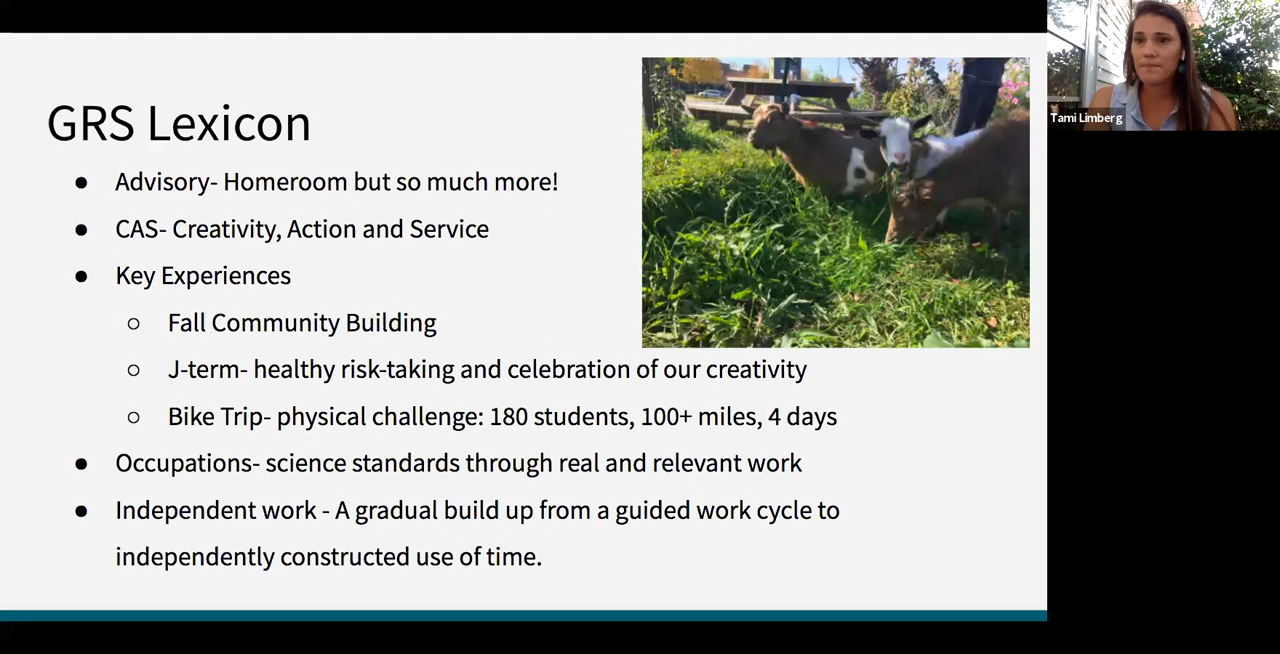 GRS Lexicon
● Advisory- Homeroom but so much more!
● CAS- Creativity, Action and Service
● Key Experiences
○ Fall Community Building
○ J-term- healthy risk-taking and celebration of our creativity
○ Bike Trip- physical challenge: 180 students, 100+ miles, 4 days
● Occupations- science standards through real and relevant work
● Independent work - A gradual build up from a guided work cycle to
independently constructed use of time.
Tami Limberg